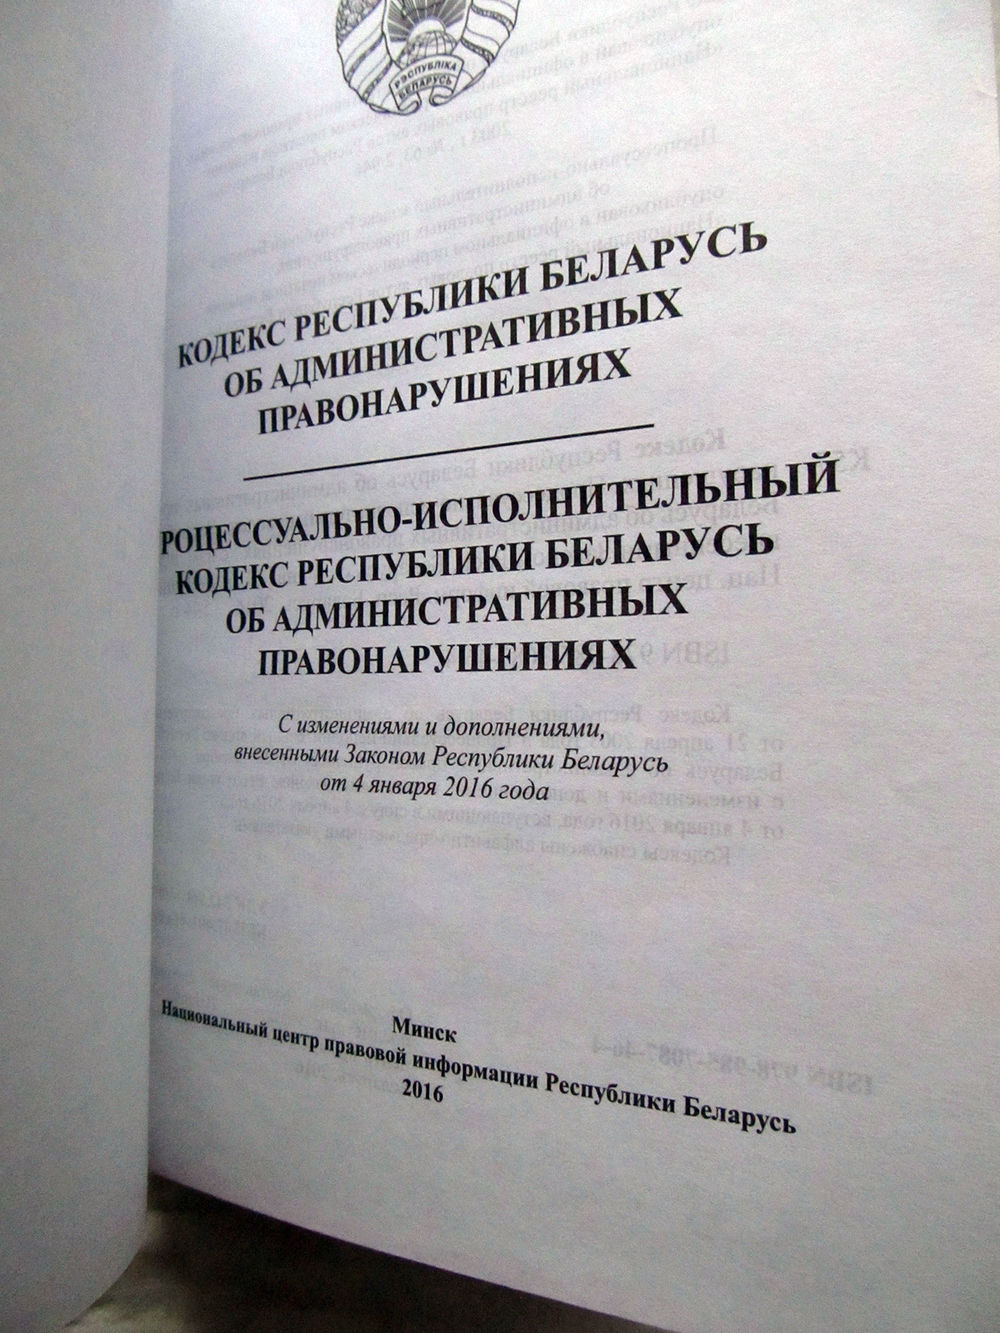 РЭСПУБЛІКА
БЕЛАРУСЬ
КОДЕКС РЕСПУБЛИКИ БЕЛАРУСЬ
ОБ АДМИНИСТРАТИВНЫХ
ПРАВОНАРУШЕНИЯХ
РОЦЕССУАЛЬНО-ИСПОЛНИТЕЛЬНЫЙ
КОДЕКС РЕСПУБЛИКИ БЕЛАРУСЬ
ОБ АДМИНИСТРАТИВНЫХ
ПРАВОНАРУШЕНИЯХ
С изменениями и дополнениями,
внесенными Законом Республики Беларусь
от 4 января 2016 года
Минск
Национальный центр правовой информации Республики Беларусь
2016